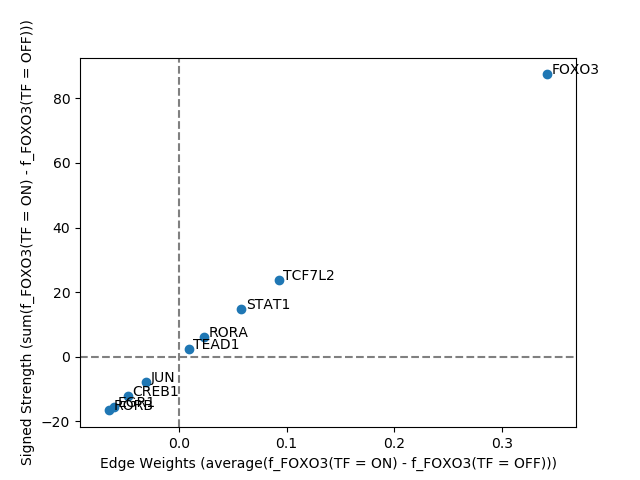 Signed Strength (sum(f_FOXO3(TF = ON) - f_FOXO3(TF = OFF)))
80
60
40
20
0
−20
FOXO3
TCF7L2
STAT1
RORA
TEAD1
JUN
CREB1
EGR1
RORB
0.0 0.1 0.2 0.3
Edge Weights (average(f_FOXO3(TF = ON) - f_FOXO3(TF = OFF)))